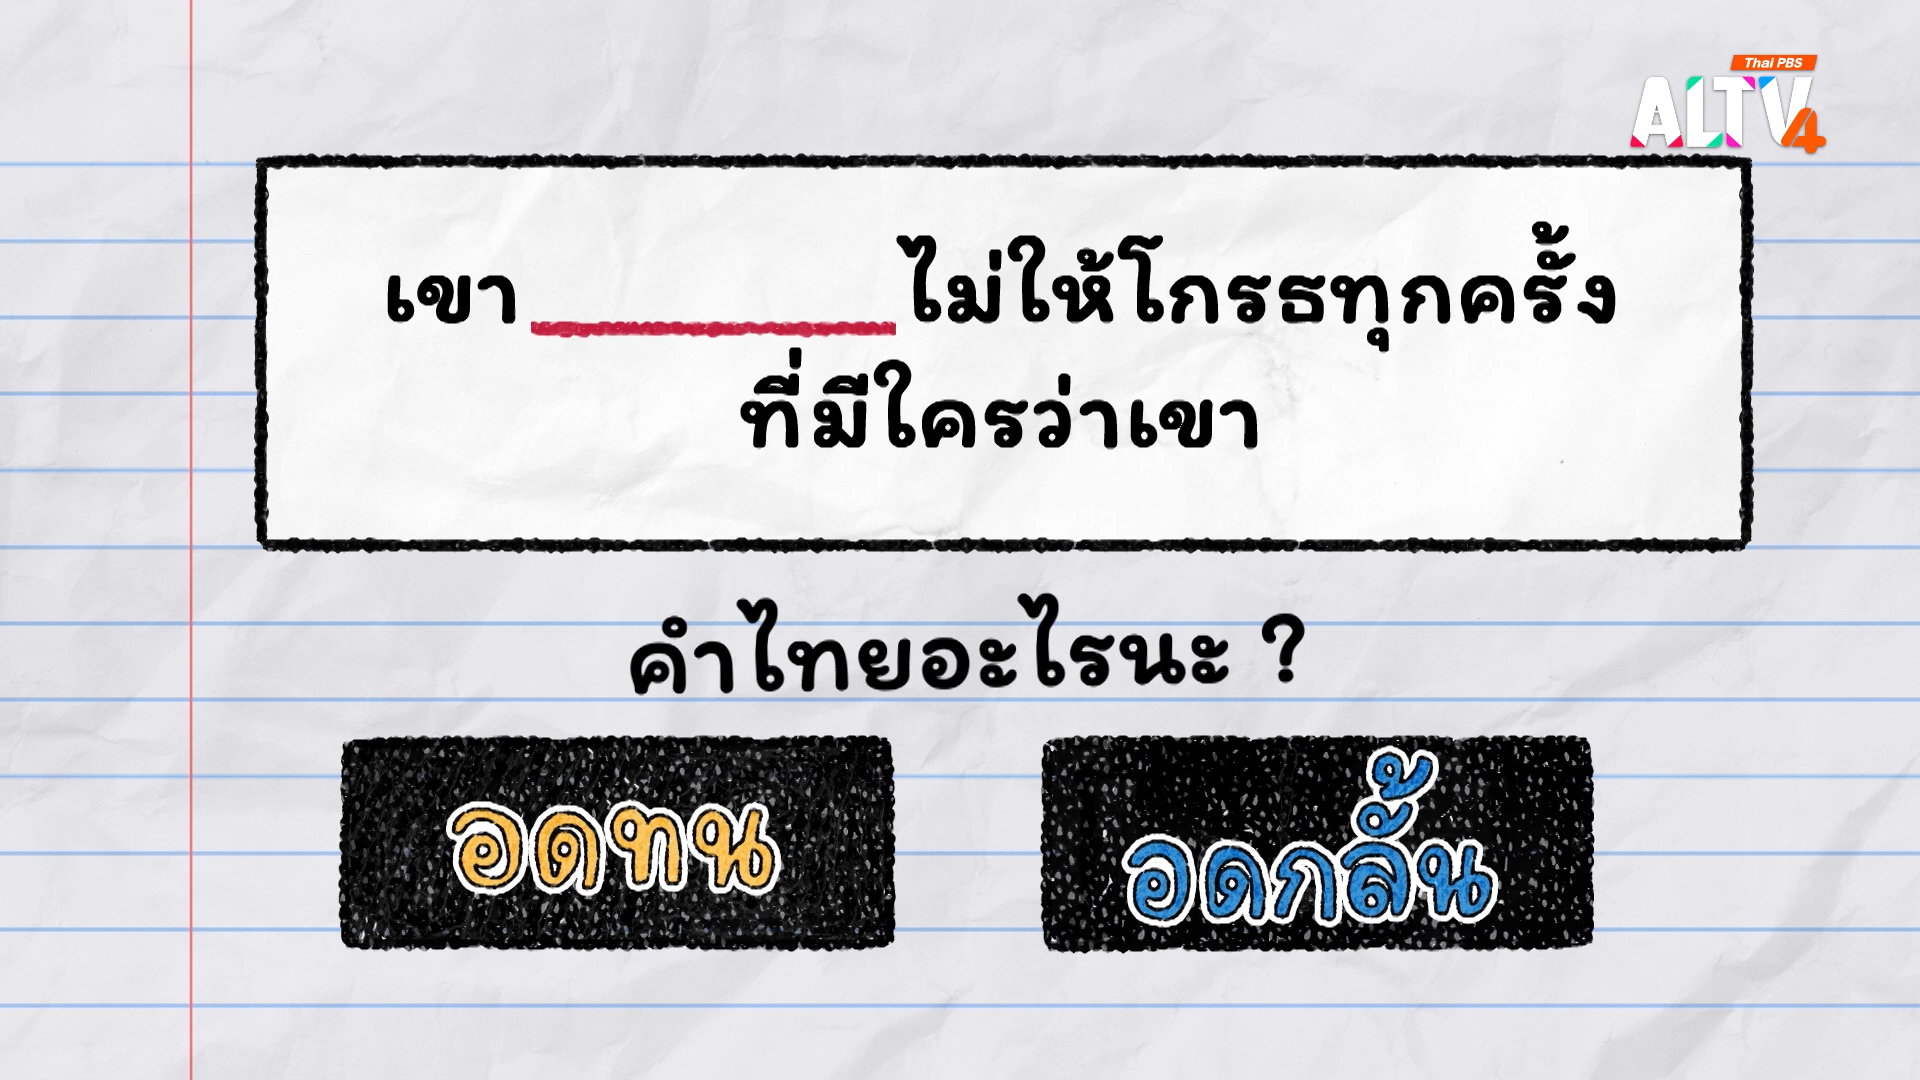 Thai PBS
ALTV4
เขา________ไม่ให้โกรธทุกครั้ง
ที่มีใครว่าเขา
คำไทยอะไรนะ ?
อดทน
อดกลั้น